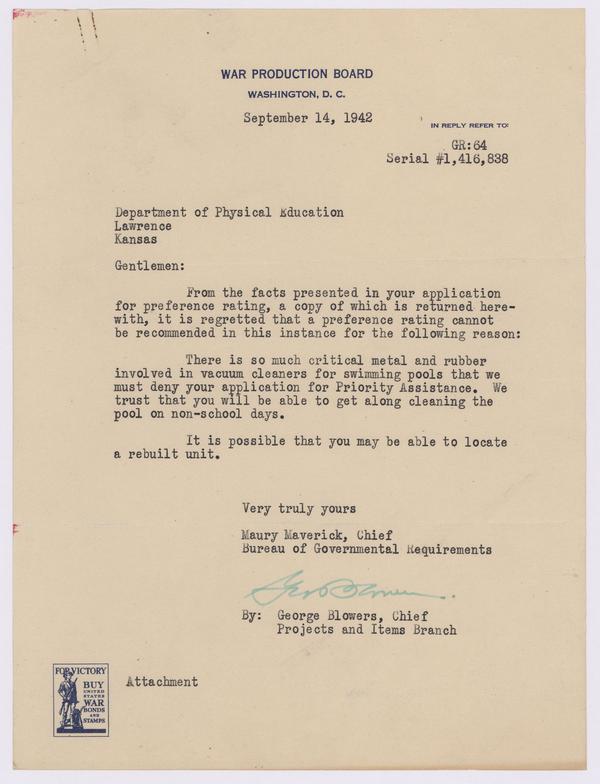 WAR PRODUCTION BOARD
WASHINGTON, D. C.
September 14, 1942
IN REPLY REFER TO:
GR:64
Serial #1,416,838
Department of Physical Education
Lawrence
Kansas
Gentlemen:
From the facts presented in your application
for preference rating, a copy of which is returned here-
with, it is regretted that a preference rating cannot
be recommended in this instance for the following reason:
There is so much critical metal and rubber
involved in vacuum cleaners for swimming pools that we
must deny your application for Priority Assistance. We
trust that you will be able to get along cleaning the
pool on non-school days.
It is possible that you may be able to locate
a rebuilt unit.
Very truly yours
Maury Maverick, Chief
Bureau of Governmental Requirements
Geo Blowers.
By: George Blowers, Chief
Projects and Items Branch
FOR VICTORY
BUY
UNITED
STATES
WAR
BONDS
AND
STAMPS
Attachment